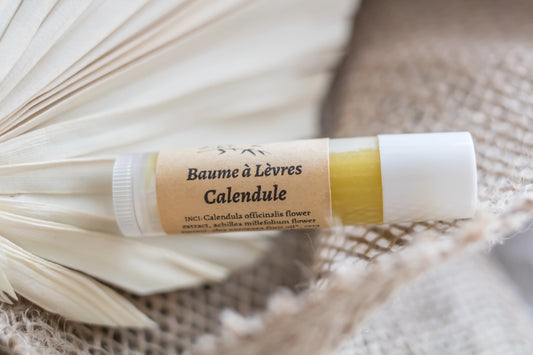 Baume à Lèvres
Calendule
INCI: Calendula officinalis flower
extract, achillea millefolium flower